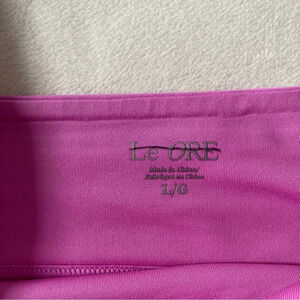 Le ORE
Made in China/
Fabriqué en Chine
L/G